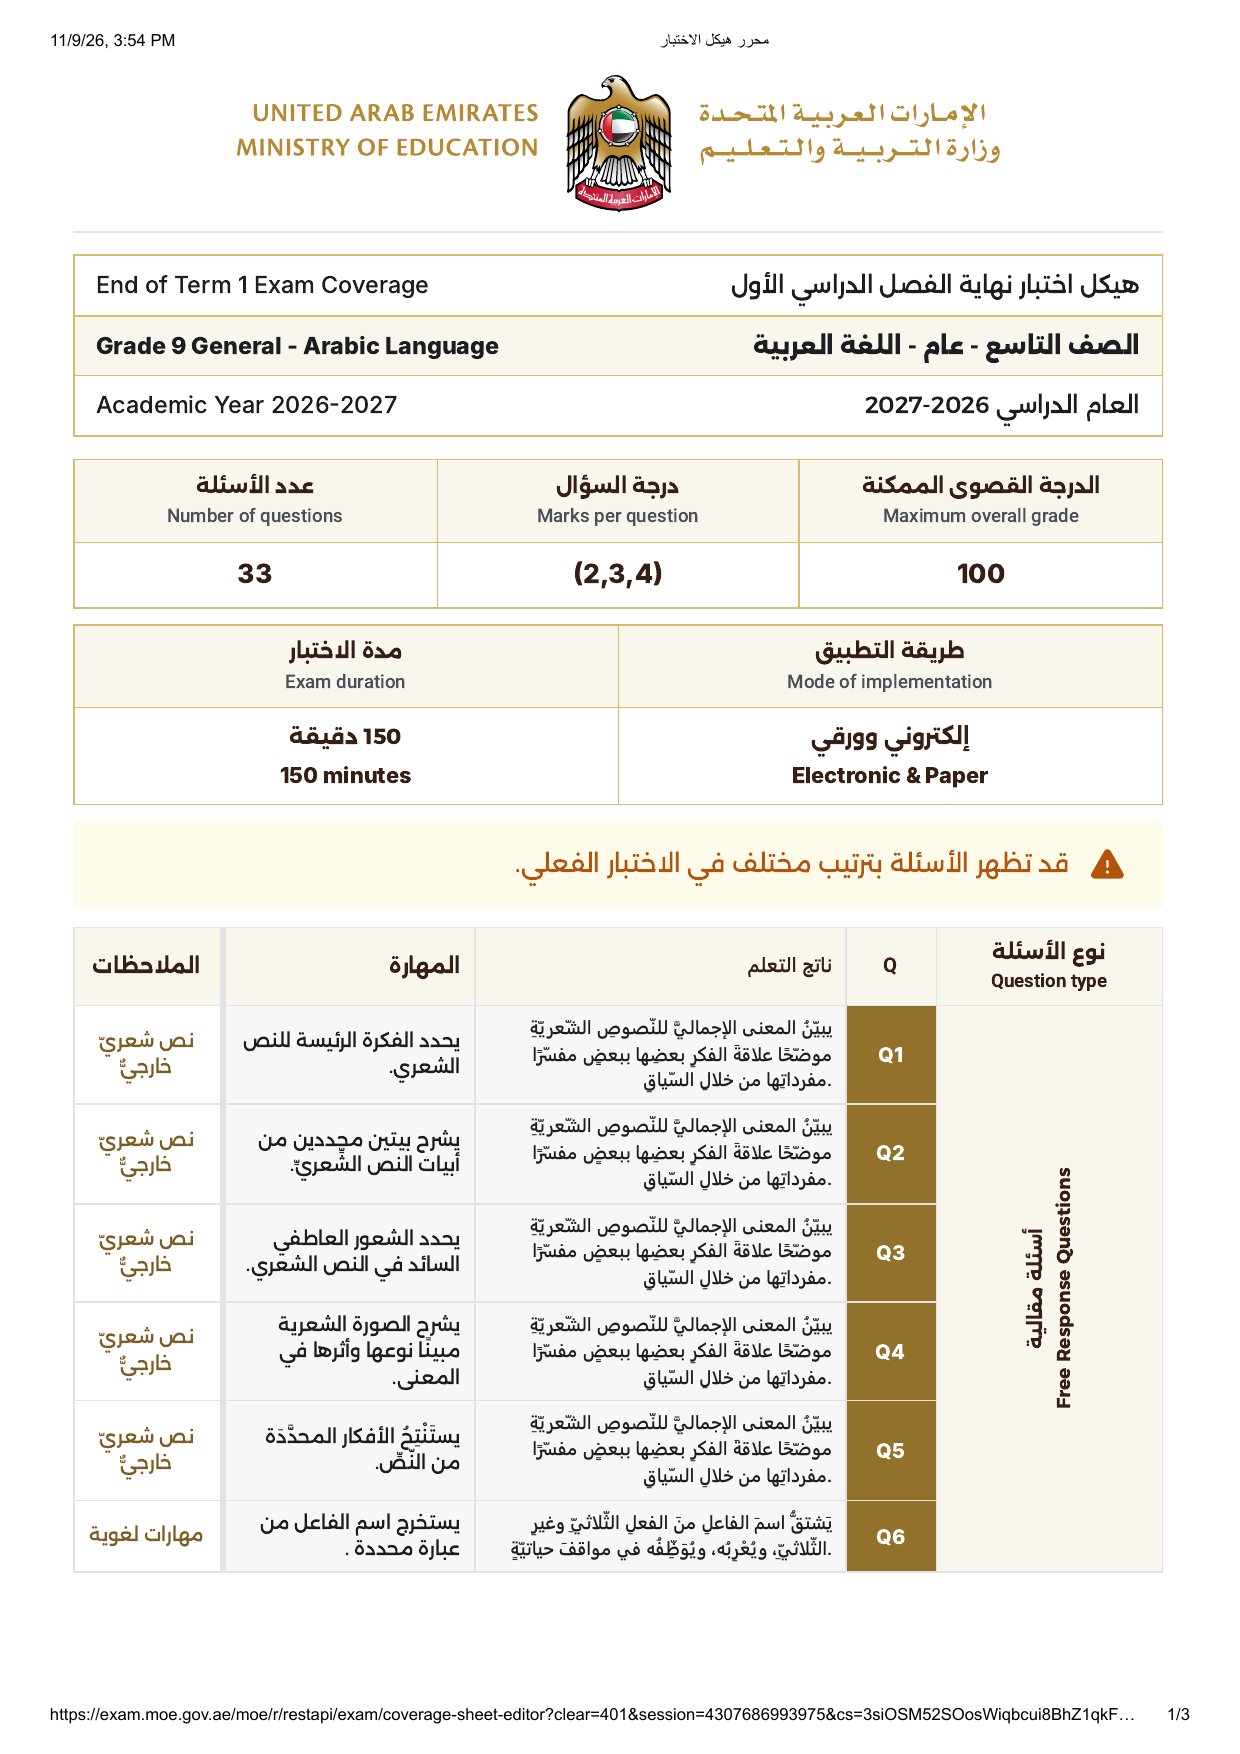 11/9/26, 3:54 PM
محرر هيكل الاختبار
UNITED ARAB EMIRATES
MINISTRY OF EDUCATION
الإمارات العربية المتحدة
وزارة التربية والتعليم
الإمارات العربية المتحدة
End of Term 1 Exam Coverage
هيكل اختبار نهاية الفصل الدراسي الأول
Grade 9 General - Arabic Language
الصف التاسع - عام - اللغة العربية
Academic Year 2026-2027
العام الدراسي 2026-2027
الدرجة القصوى الممكنة
Maximum overall grade
درجة السؤال
Marks per question
عدد الأسئلة
Number of questions
100
(2,3,4)
33
طريقة التطبيق
Mode of implementation
مدة الاختبار
Exam duration
إلكتروني وورقي
Electronic & Paper
150 دقيقة
150 minutes
قد تظهر الأسئلة بترتيب مختلف في الاختبار الفعلي.
نوع الأسئلة
Question type
Q
ناتج التعلم
المهارة
الملاحظات
أسئلة مقالية
Free Response Questions
Q1
يبيّنُ المعنى الإجماليَّ للنّصوصِ الشّعريّةِ
موضّحًا علاقةَ الفكرِ بعضِها ببعضٍ مفسّرًا
مفرداتِها من خلالِ السّياقِ.
يحدد الفكرة الرئيسة للنص
الشعري.
نص شعريّ
خارجيٌّ
Q2
يبيّنُ المعنى الإجماليَّ للنّصوصِ الشّعريّةِ
موضّحًا علاقةَ الفكرِ بعضِها ببعضٍ مفسّرًا
مفرداتِها من خلالِ السّياقِ.
يشرح بيتين محددين من
أبيات النص الشِّعريِّ.
نص شعريّ
خارجيٌّ
Q3
يبيّنُ المعنى الإجماليَّ للنّصوصِ الشّعريّةِ
موضّحًا علاقةَ الفكرِ بعضِها ببعضٍ مفسّرًا
مفرداتِها من خلالِ السّياقِ.
يحدد الشعور العاطفي
السائد في النص الشعري.
نص شعريّ
خارجيٌّ
Q4
يبيّنُ المعنى الإجماليَّ للنّصوصِ الشّعريّةِ
موضّحًا علاقةَ الفكرِ بعضِها ببعضٍ مفسّرًا
مفرداتِها من خلالِ السّياقِ.
يشرح الصورة الشعرية
مبينًا نوعها وأثرها في
المعنى.
نص شعريّ
خارجيٌّ
Q5
يبيّنُ المعنى الإجماليَّ للنّصوصِ الشّعريّةِ
موضّحًا علاقةَ الفكرِ بعضِها ببعضٍ مفسّرًا
مفرداتِها من خلالِ السّياقِ.
يستَنْتِجُ الأفكار المحدَّدَة
من النّصِّ.
نص شعريّ
خارجيٌّ
Q6
يَشتقُّ اسمَ الفاعلِ منَ الفعلِ الثّلاثيّ وغيرِ
الثّلاثيّ، ويُعْرِبُه، ويُوَظِّفُه في مواقفَ حياتيّةٍ.
يستخرج اسم الفاعل من
عبارة محددة .
مهارات لغوية
https://exam.moe.gov.ae/moe/r/restapi/exam/coverage-sheet-editor?clear=401&session=4307686993975&cs=3siOSM52SOosWiqbcui8BhZ1qkF…
1/3